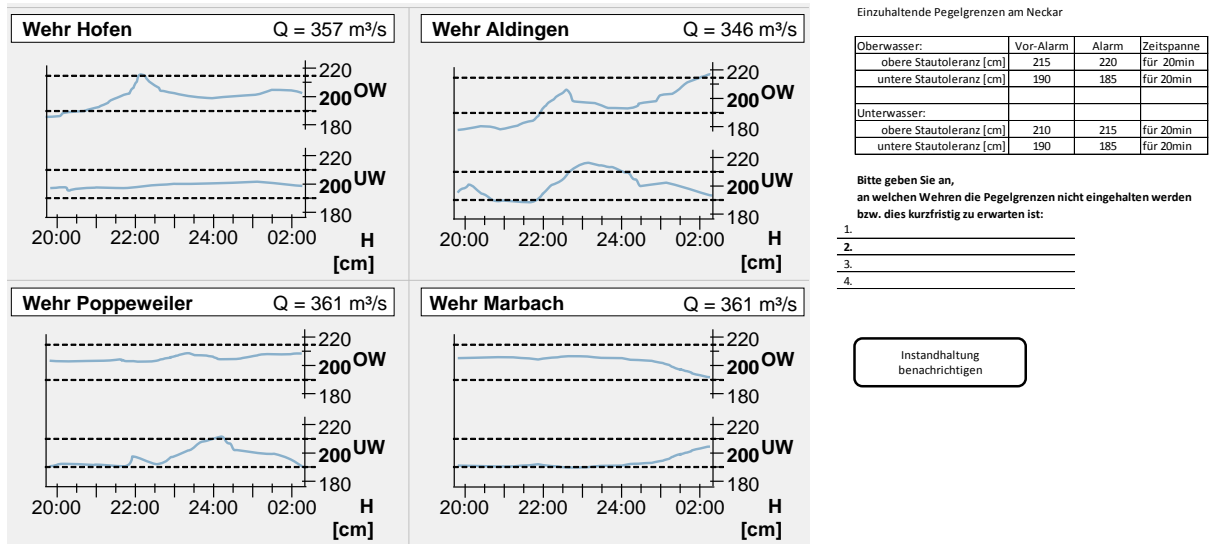 Wehr Hofen Q = 357 m³/s
220
200 OW
180
220
200 UW
180
20:00 22:00 24:00 02:00 H
[cm]
Wehr Aldingen Q = 346 m³/s
220
200 OW
180
220
200 UW
180
20:00 22:00 24:00 02:00 H
[cm]
Wehr Poppeweiler Q = 361 m³/s
220
200 OW
180
220
200 UW
180
20:00 22:00 24:00 02:00 H
[cm]
Wehr Marbach Q = 361 m³/s
220
200 OW
180
220
200 UW
180
20:00 22:00 24:00 02:00 H
[cm]
Einzuhaltende Pegelgrenzen am Neckar
Oberwasser: Vor-Alarm Alarm Zeitspanne
obere Stautoleranz [cm] 215 220 für 20min
untere Stautoleranz [cm] 190 185 für 20min
Unterwasser:
obere Stautoleranz [cm] 210 215 für 20min
untere Stautoleranz [cm] 190 185 für 20min
Bitte geben Sie an,
an welchen Wehren die Pegelgrenzen nicht eingehalten werden
bzw. dies kurzfristig zu erwarten ist:
1.
2.
3.
4.
Instandhaltung
benachrichtigen